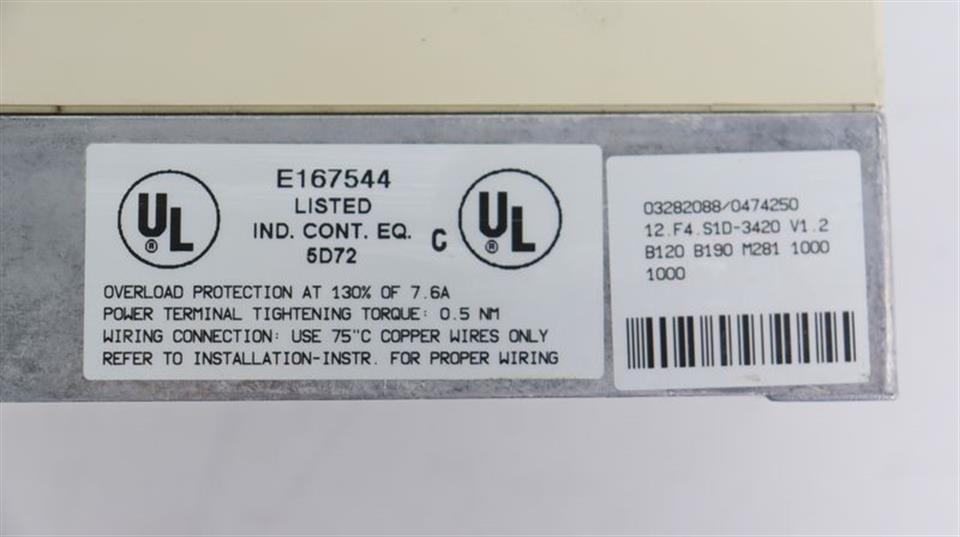 UL
®
E167544
LISTED
IND. CONT. EQ.
5D72
C
UL
®
OVERLOAD PROTECTION AT 130% OF 7.6A
POWER TERMINAL TIGHTENING TORQUE: 0.5 NM
WIRING CONNECTION: USE 75"C COPPER WIRES ONLY
REFER TO INSTALLATION-INSTR. FOR PROPER WIRING
03282088/0474250
12.F4.S1D-3420 V1.2
B120 B190 M281 1000
1000